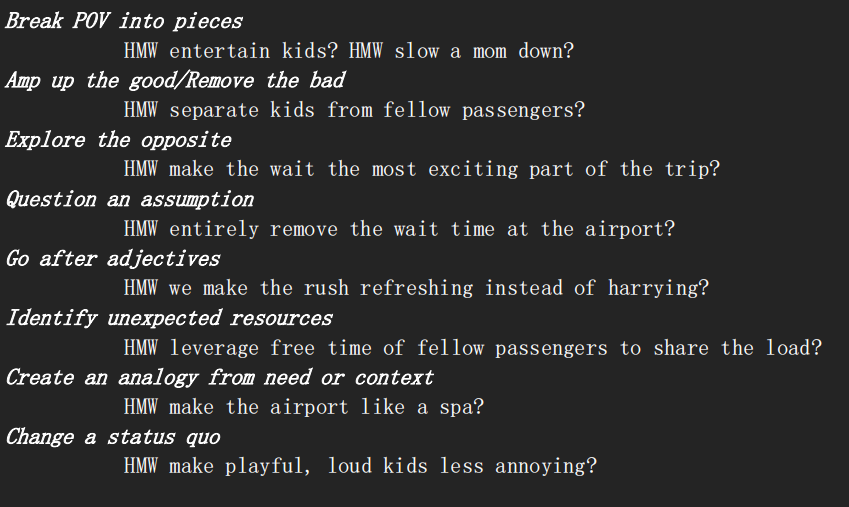 Break POV into pieces
HMW entertain kids? HMW slow a mom down?
Amp up the good/Remove the bad
HMW separate kids from fellow passengers?
Explore the opposite
HMW make the wait the most exciting part of the trip?
Question an assumption
HMW entirely remove the wait time at the airport?
Go after adjectives
HMW we make the rush refreshing instead of harrying?
Identify unexpected resources
HMW leverage free time of fellow passengers to share the load?
Create an analogy from need or context
HMW make the airport like a spa?
Change a status quo
HMW make playful, loud kids less annoying?